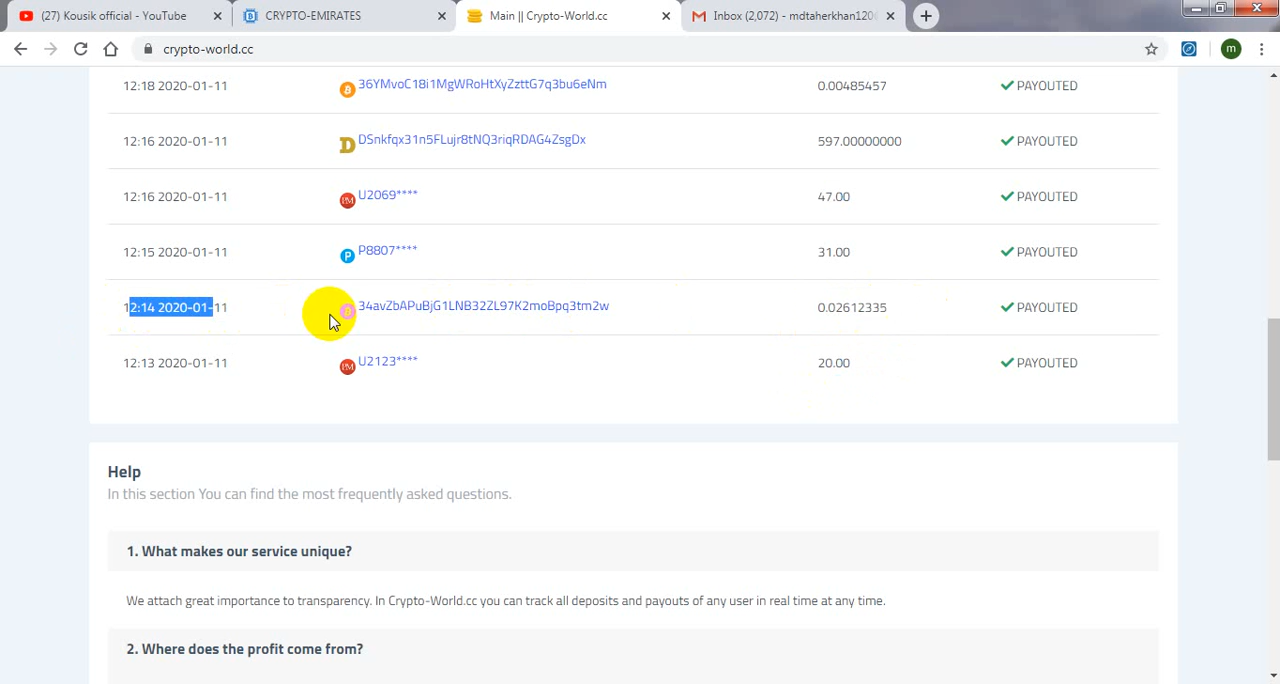 (27) Kousik official - YouTube
CRYPTO-EMIRATES
Main || Crypto-World.cc
Inbox (2,072) - mdtaherkhan120
crypto-world.cc
m
12:18 2020-01-11 36YMvoC18i1MgWRoHtXyZzttG7q3bu6eNm 0.00485457 PAYOUTED
12:16 2020-01-11 DSnkfqx31n5FLujr8tNQ3riqRDAG4ZsgDx 597.00000000 PAYOUTED
12:16 2020-01-11 U2069**** 47.00 PAYOUTED
12:15 2020-01-11 P8807**** 31.00 PAYOUTED
12:14 2020-01-11 34avZbAPuBjG1LNB32ZL97K2moBpq3tm2w 0.02612335 PAYOUTED
12:13 2020-01-11 U2123**** 20.00 PAYOUTED
Help
In this section You can find the most frequently asked questions.
1. What makes our service unique?
We attach great importance to transparency. In Crypto-World.cc you can track all deposits and payouts of any user in real time at any time.
2. Where does the profit come from?